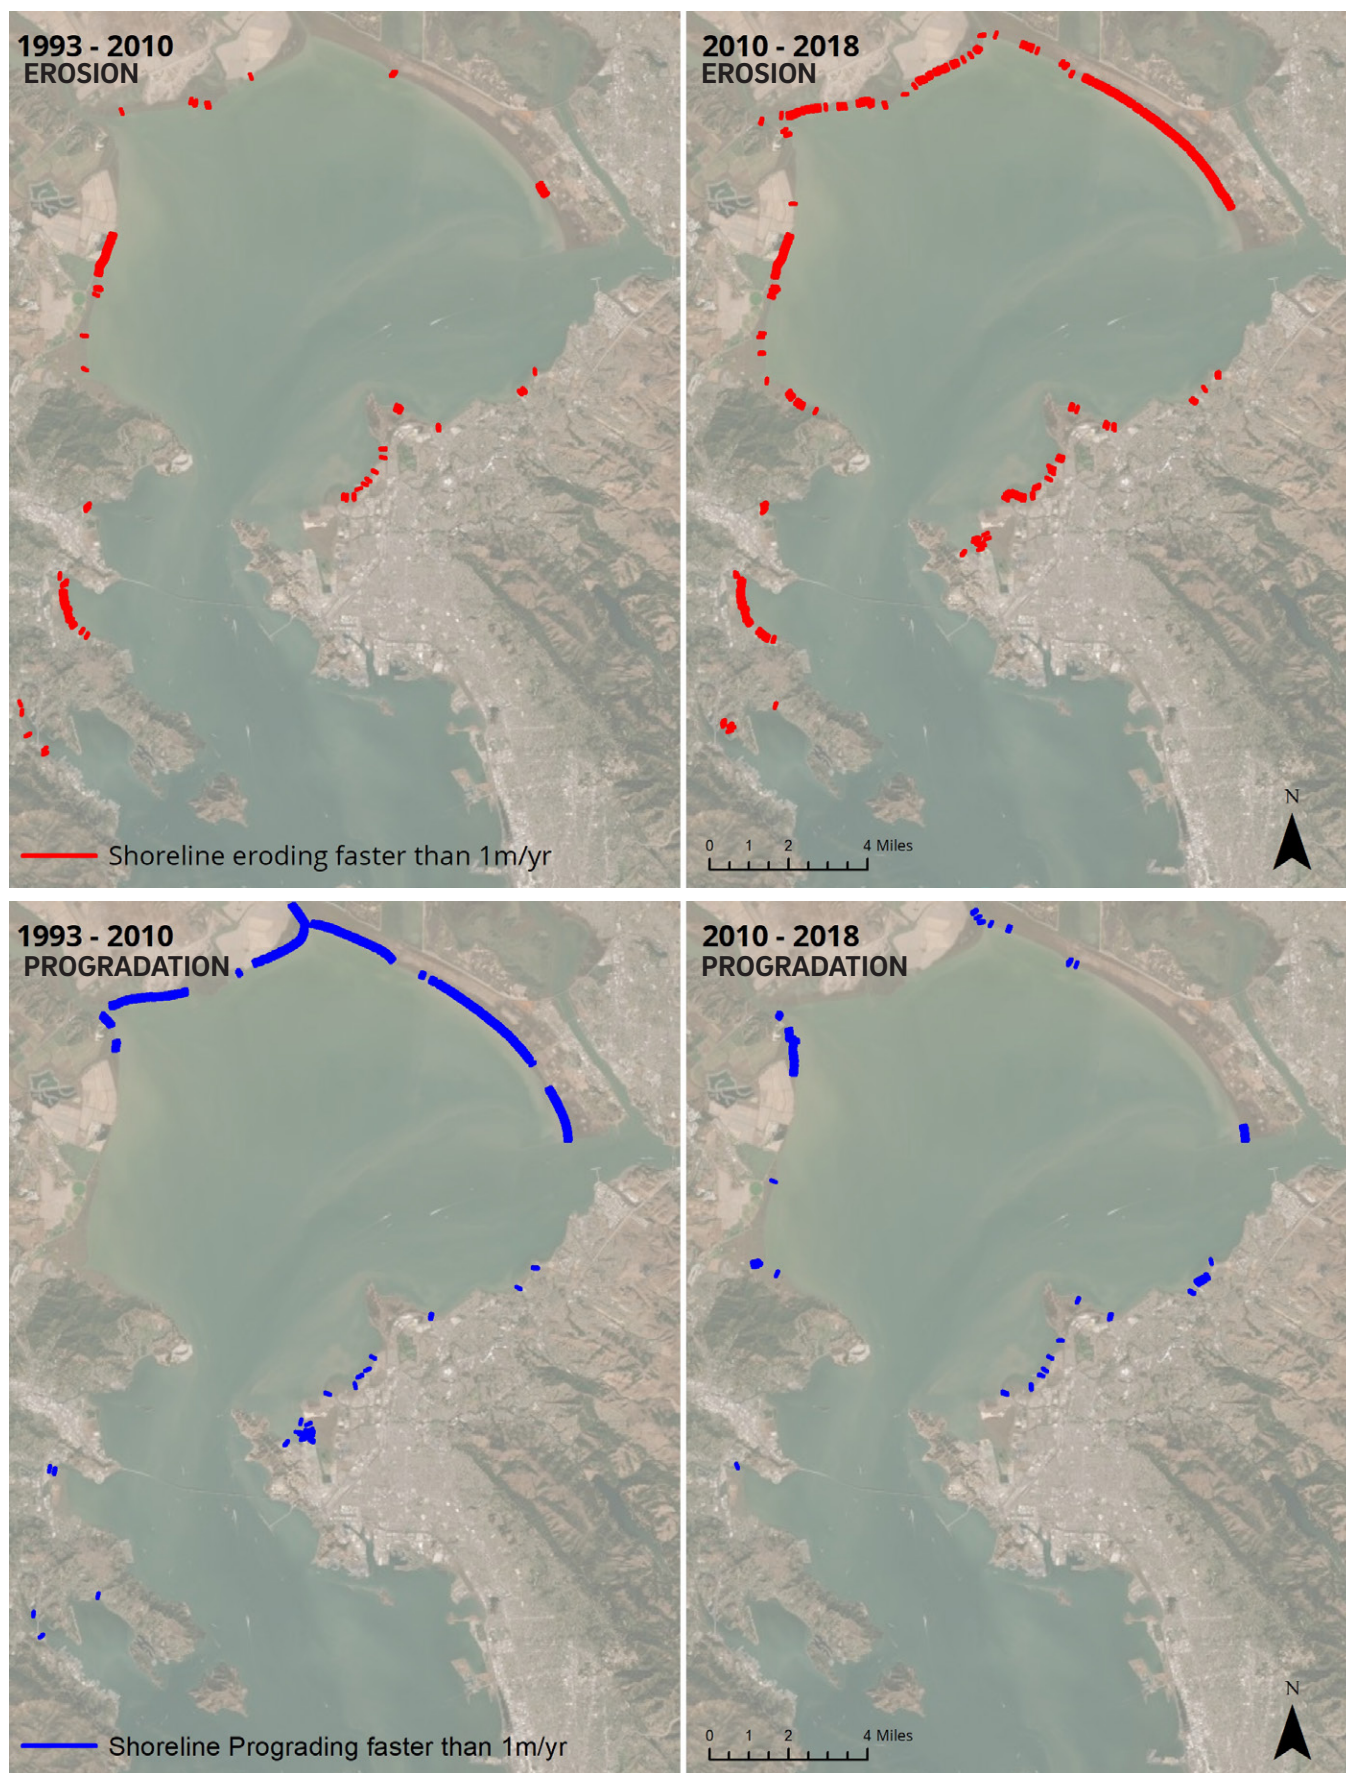 1993 - 2010
EROSION
2010 - 2018
EROSION
Shoreline eroding faster than 1m/yr
0 1 2 4 Miles
N
1993 - 2010
PROGRADATION
2010 - 2018
PROGRADATION
Shoreline Prograding faster than 1m/yr
0 1 2 4 Miles
N